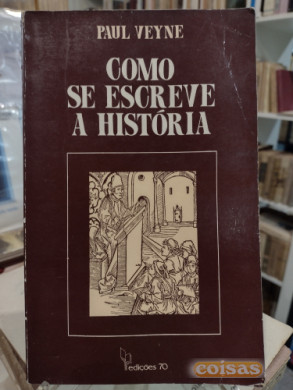 PAUL VEYNE
COMO
SE ESCREVE
A HISTÓRIA
edições 70
coisas